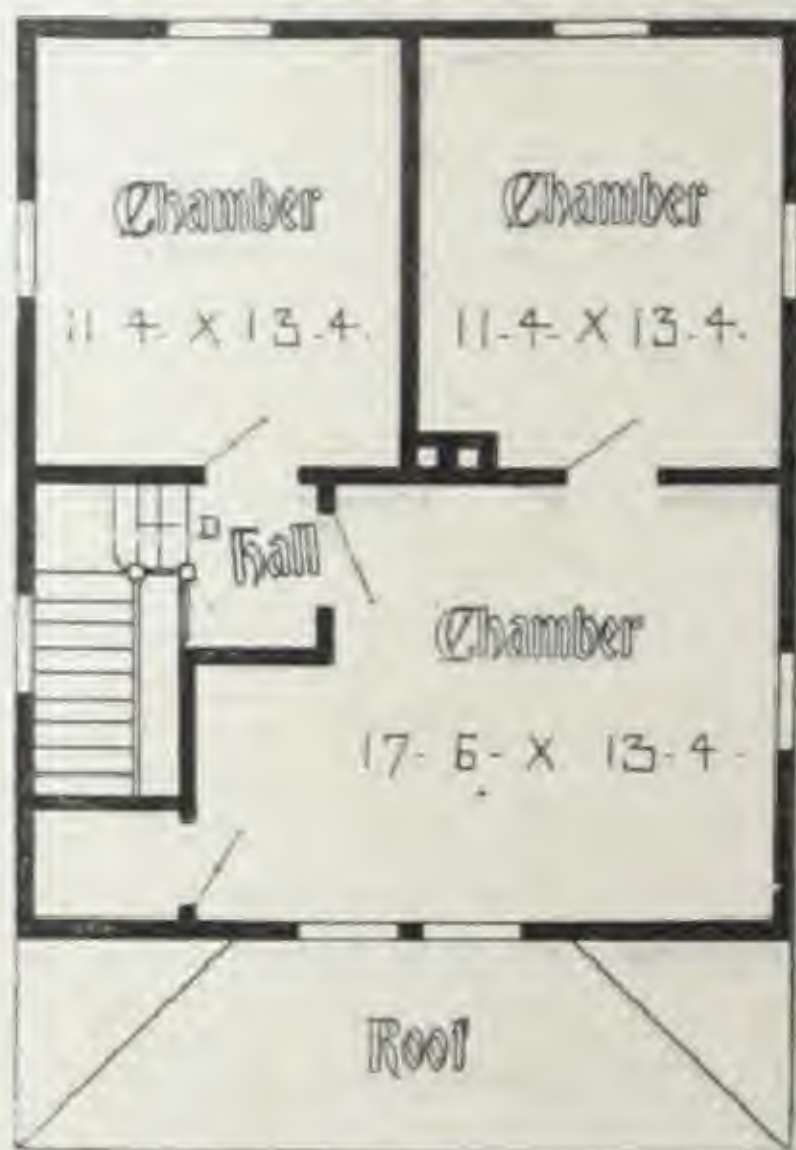 Chamber
11-4- X 13-4-
Chamber
11-4- X 13-4.
D
Hall
Chamber
17-6- X 13-4-
Roof